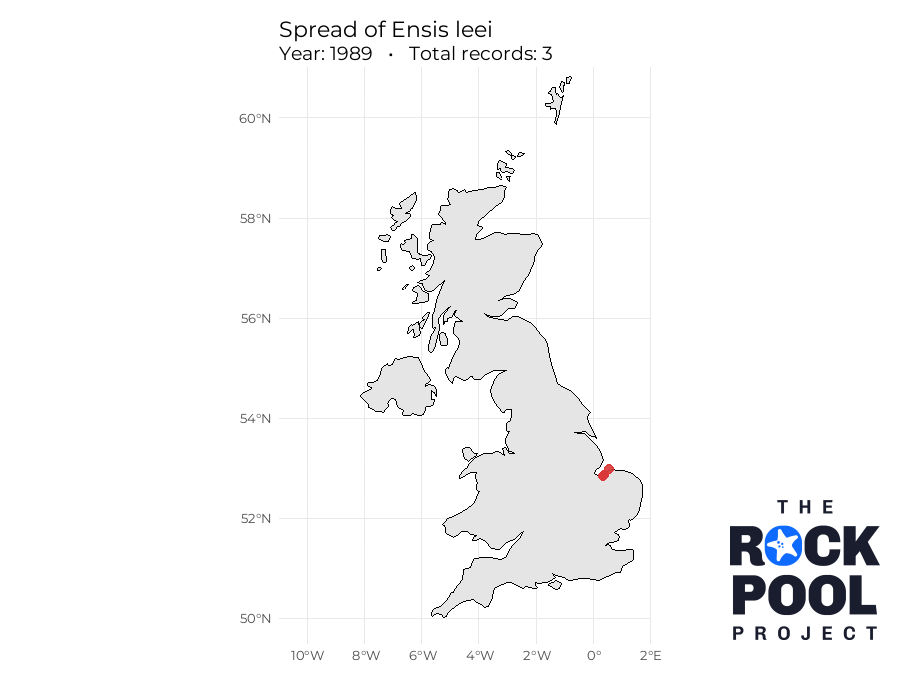 Spread of Ensis leei
Year: 1989 • Total records: 3
60°N
58°N
56°N
54°N
52°N
50°N
10°W 8°W 6°W 4°W 2°W 0° 2°E
THE
ROCK
POOL
PROJECT